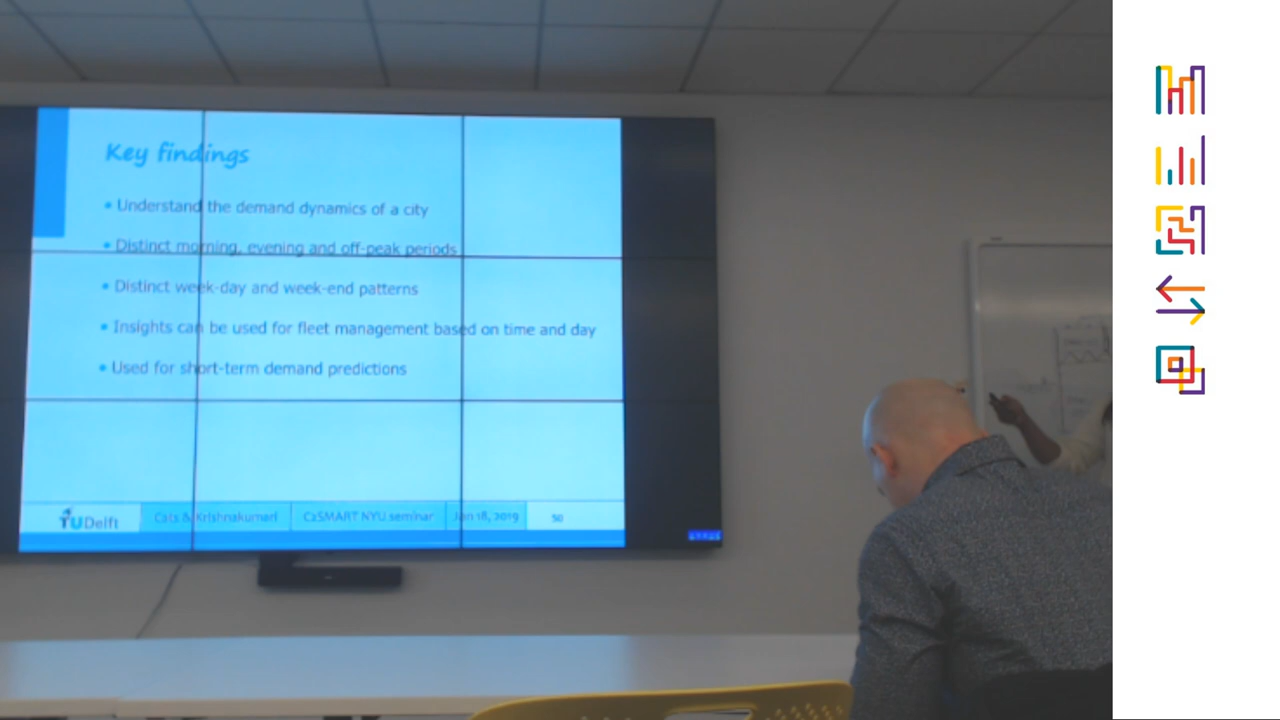 Key findings
• Understand the demand dynamics of a city
• Distinct morning, evening and off-peak periods
• Distinct week-day and week-end patterns
• Insights can be used for fleet management based on time and day
• Used for short-term demand predictions
TUDelft Cats & Krishnakumari C2SMART NYU seminar Jan 18, 2019 50